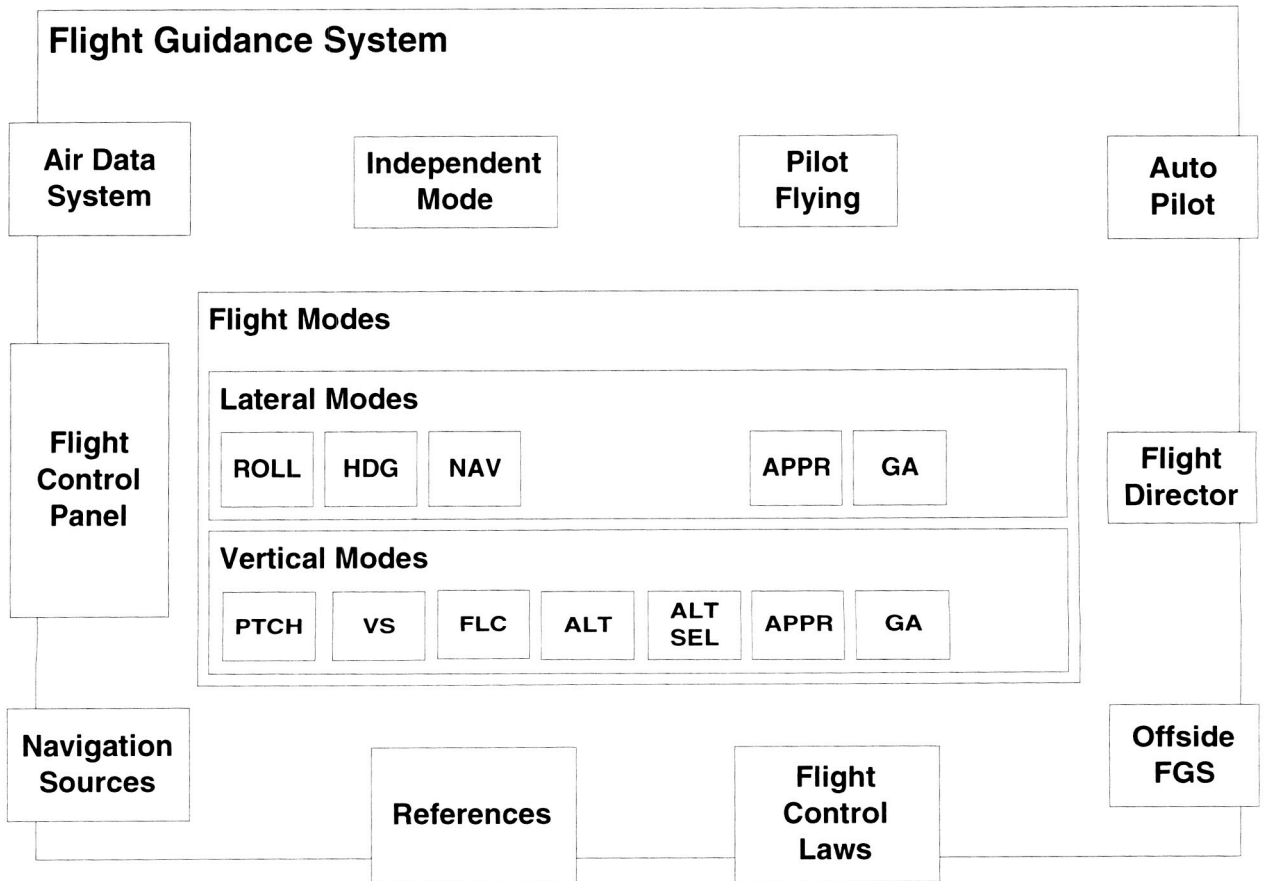 Flight Guidance System
Air Data
System
Independent
Mode
Pilot
Flying
Auto
Pilot
Flight Modes
Lateral Modes
ROLL HDG NAV APPR GA
Flight
Control
Panel
Flight
Director
Vertical Modes
PTCH VS FLC ALT ALT
SEL APPR GA
Navigation
Sources
References
Flight
Control
Laws
Offside
FGS